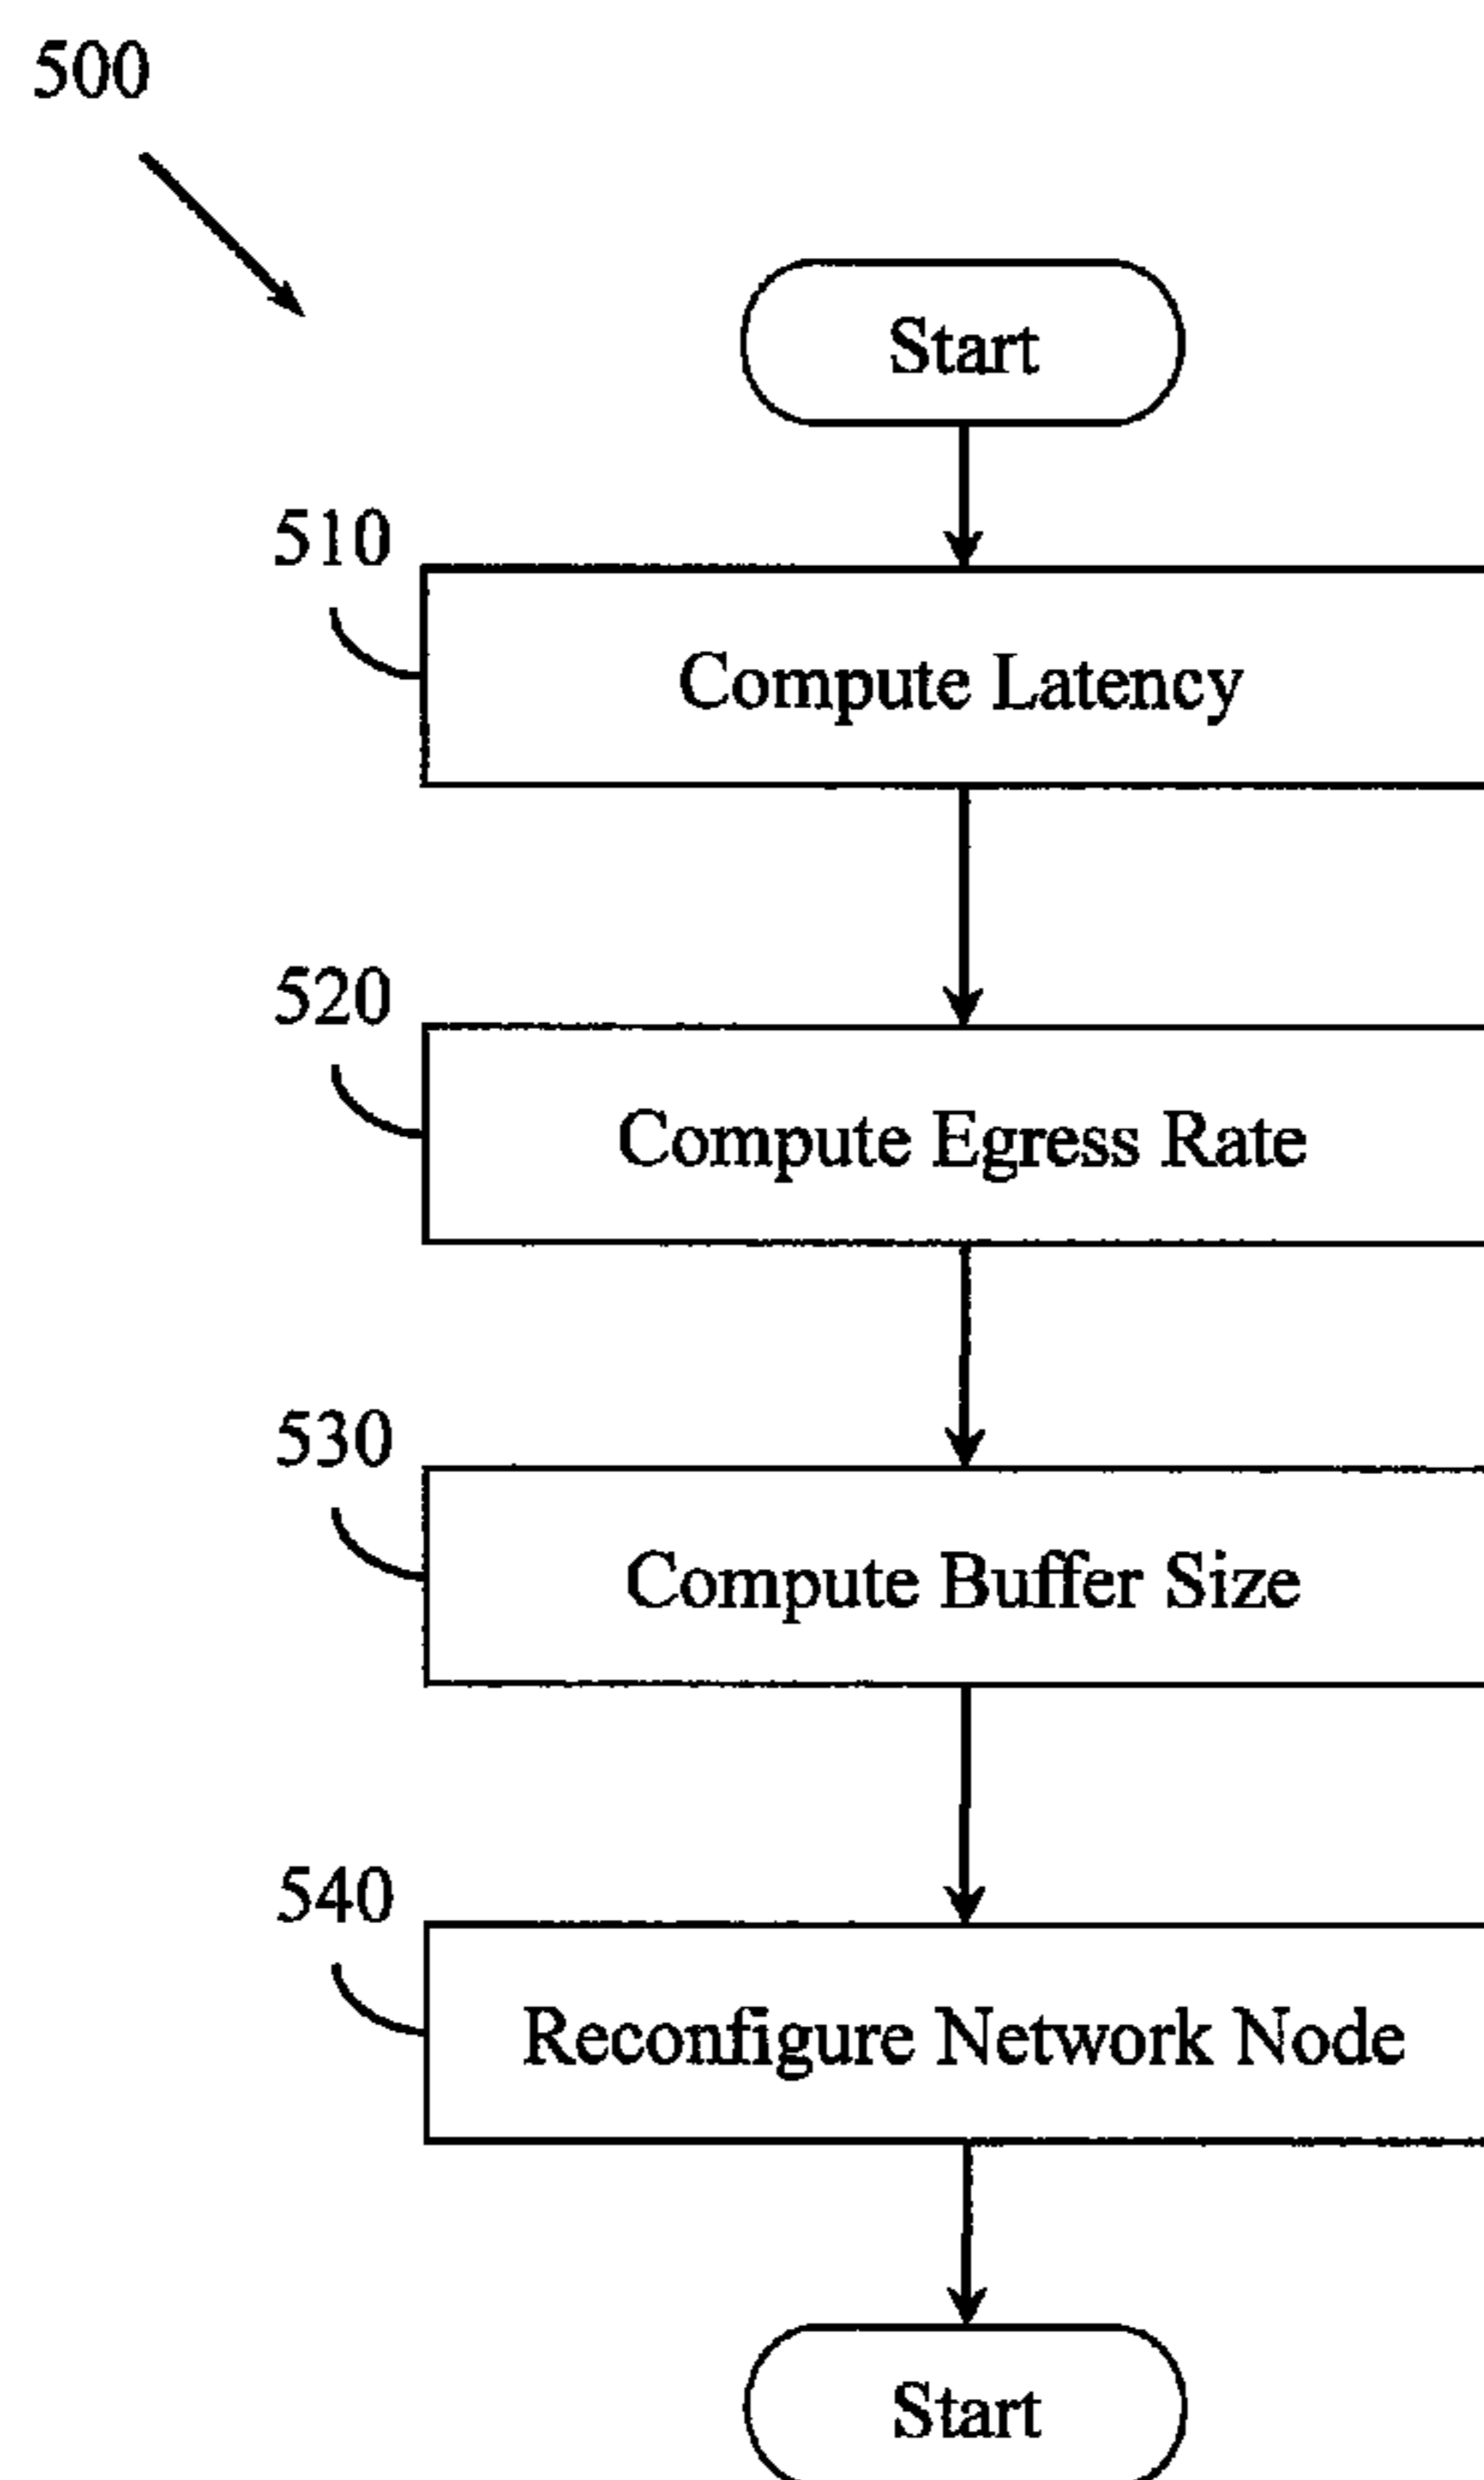 500
Start
510
Compute Latency
520
Compute Egress Rate
530
Compute Buffer Size
540
Reconfigure Network Node
Start